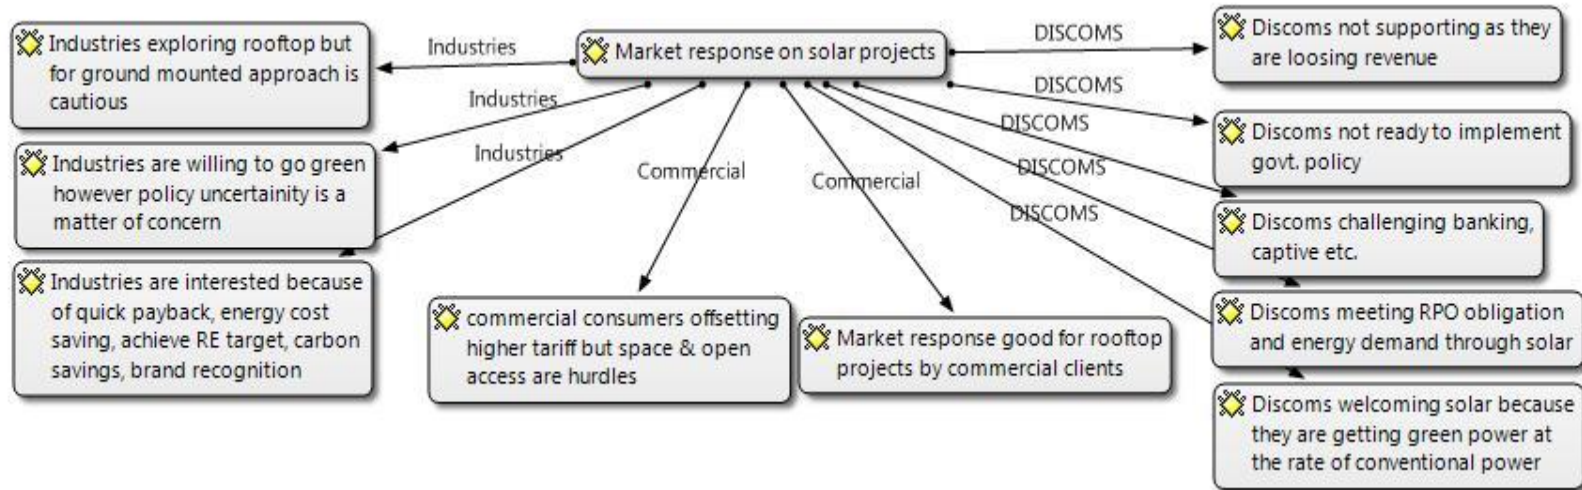 Market response on solar projects
Industries
Industries exploring rooftop but
for ground mounted approach is
cautious
Industries
Industries are willing to go green
however policy uncertainity is a
matter of concern
Industries
Industries are interested because
of quick payback, energy cost
saving, achieve RE target, carbon
savings, brand recognition
Commercial
commercial consumers offsetting
higher tariff but space & open
access are hurdles
Commercial
Market response good for rooftop
projects by commercial clients
DISCOMS
Discoms not supporting as they
are loosing revenue
DISCOMS
Discoms not ready to implement
govt. policy
DISCOMS
Discoms challenging banking,
captive etc.
DISCOMS
Discoms meeting RPO obligation
and energy demand through solar
DISCOMS
Discoms welcoming solar because
they are getting green power at
the rate of conventional power